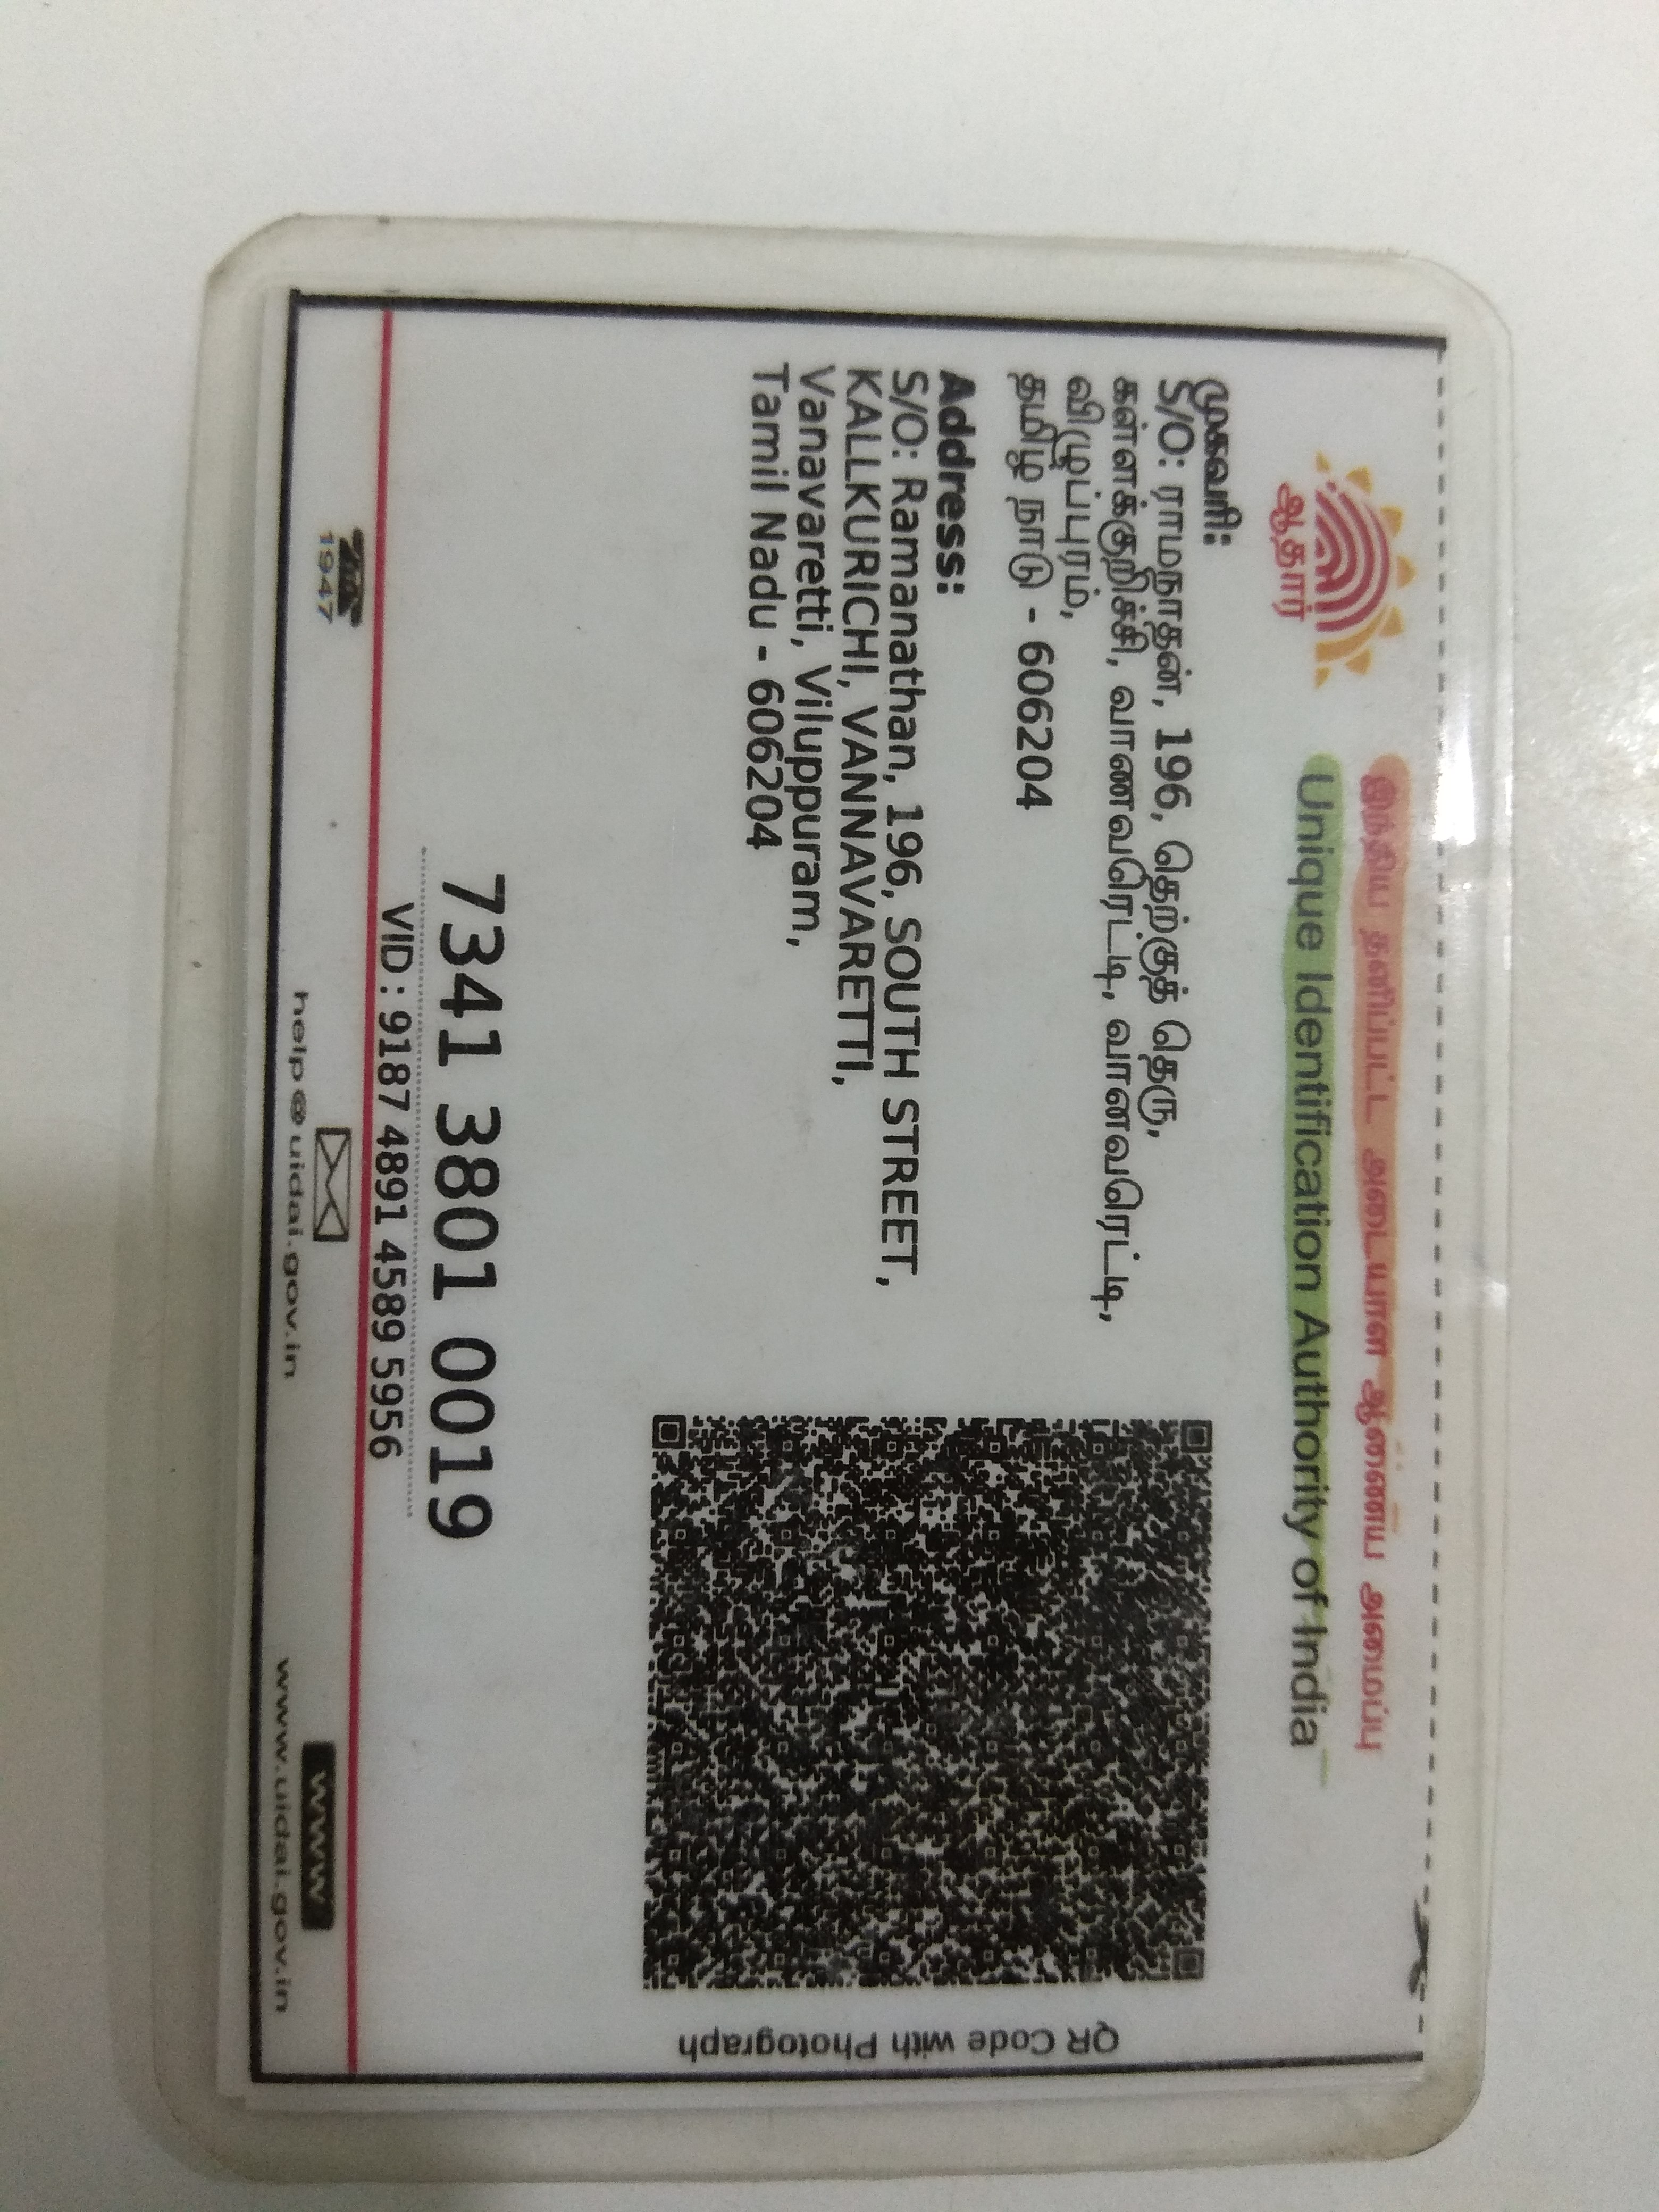 இந்திய தனிப்பட்ட அடையாள ஆணைய அமைப்பு
Unique Identification Authority of India
ஆதார்
முகவரி:
S/O: ராமநாதன், 196, தெற்குத் தெரு,
கள்ளக்குறிச்சி, வாணவரெட்டி, வானவரெட்டி,
விழுப்புரம்,
தமிழ் நாடு - 606204
Address:
S/O: Ramanathan, 196, SOUTH STREET,
KALLKURICHI, VANNAVARETTI,
Vanavaretti, Viluppuram,
Tamil Nadu - 606204
QR Code with Photograph
7341 3801 0019
VID : 9187 4891 4589 5956
1947
help@uidai.gov.in
www
www.uidai.gov.in